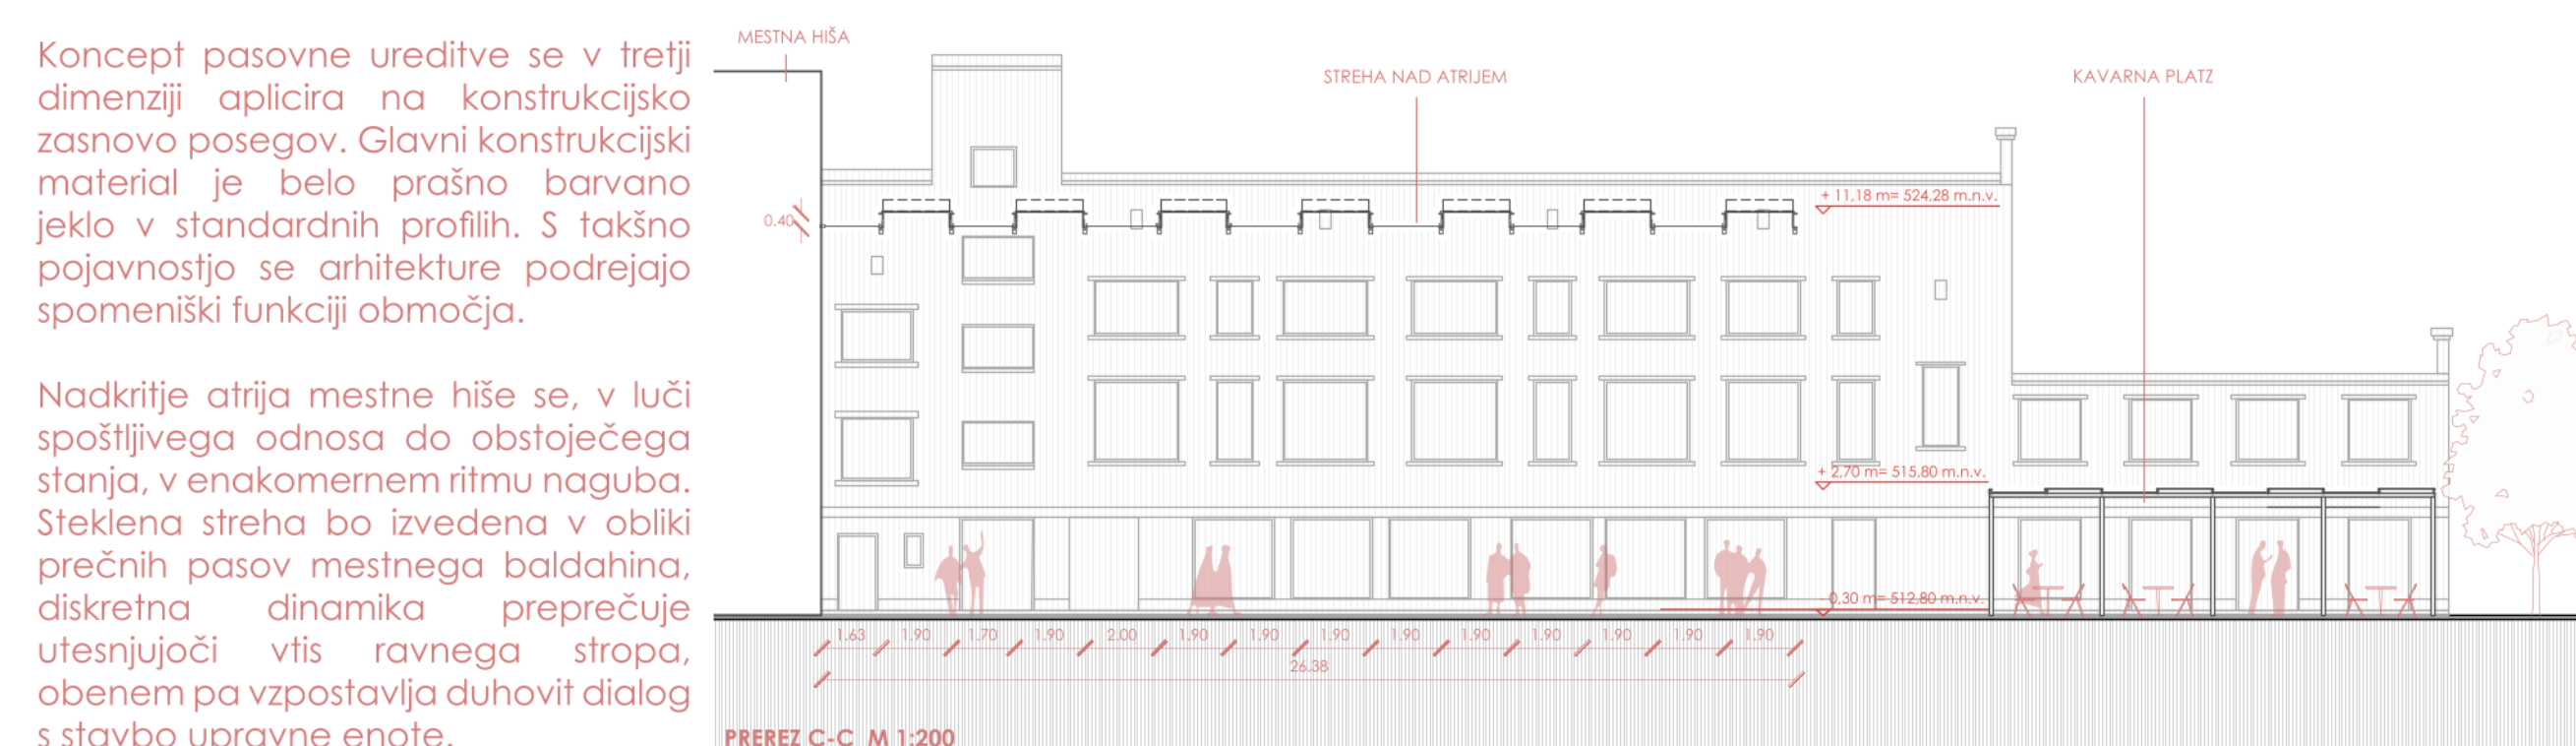 Koncept pasovne ureditve se v tretji
dimenziji aplicira na konstrukcijsko
zasnovo posegov. Glavni konstrukcijski
material je belo prašno barvano
jeklo v standardnih profilih. S takšno
pojavnostjo se arhitekture podrejajo
spomeniški funkciji območja.
Nadkritje atrija mestne hiše se, v luči
spoštljivega odnosa do obstoječega
stanja, v enakomernem ritmu naguba.
Steklena streha bo izvedena v obliki
prečnih pasov mestnega baldahina,
diskretna dinamika preprečuje
utesnjujoči vtis ravnega stropa,
obenem pa vzpostavlja duhovit dialog
s stavbo upravne enote.
MESTNA HIŠA
STREHA NAD ATRIJEM
KAVARNA PLATZ
0.40
+ 11,18 m= 524,28 m.n.v.
+ 2,70 m= 515,80 m.n.v.
- 0,30 m= 512,80 m.n.v.
1.63 1.90 1.70 1.90 2.00 1.90 1.90 1.90 1.90 1.90 1.90 1.90 1.90 1.90
26.38
PREREZ C-C M 1:200